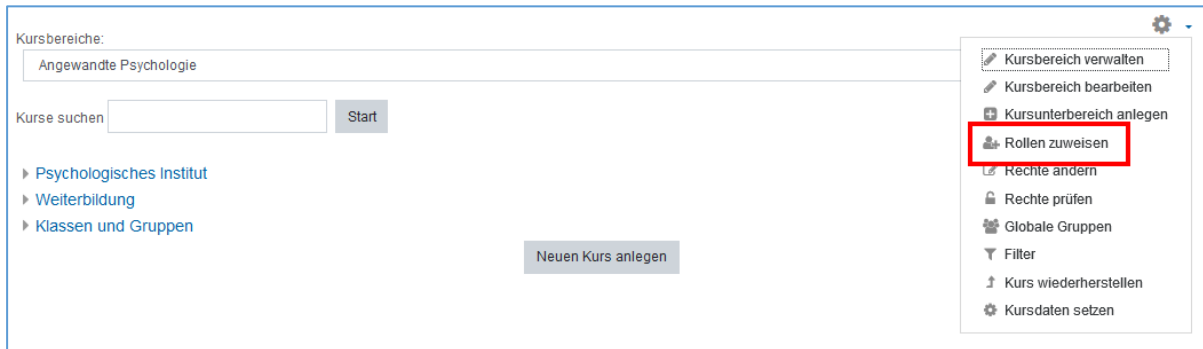 Kursbereiche:
Angewandte Psychologie
Kurse suchen Start
Psychologisches Institut
Weiterbildung
Klassen und Gruppen
Neuen Kurs anlegen
Kursbereich verwalten
Kursbereich bearbeiten
Kursunterbereich anlegen
Rollen zuweisen
Rechte ändern
Rechte prüfen
Globale Gruppen
Filter
Kurs wiederherstellen
Kursdaten setzen